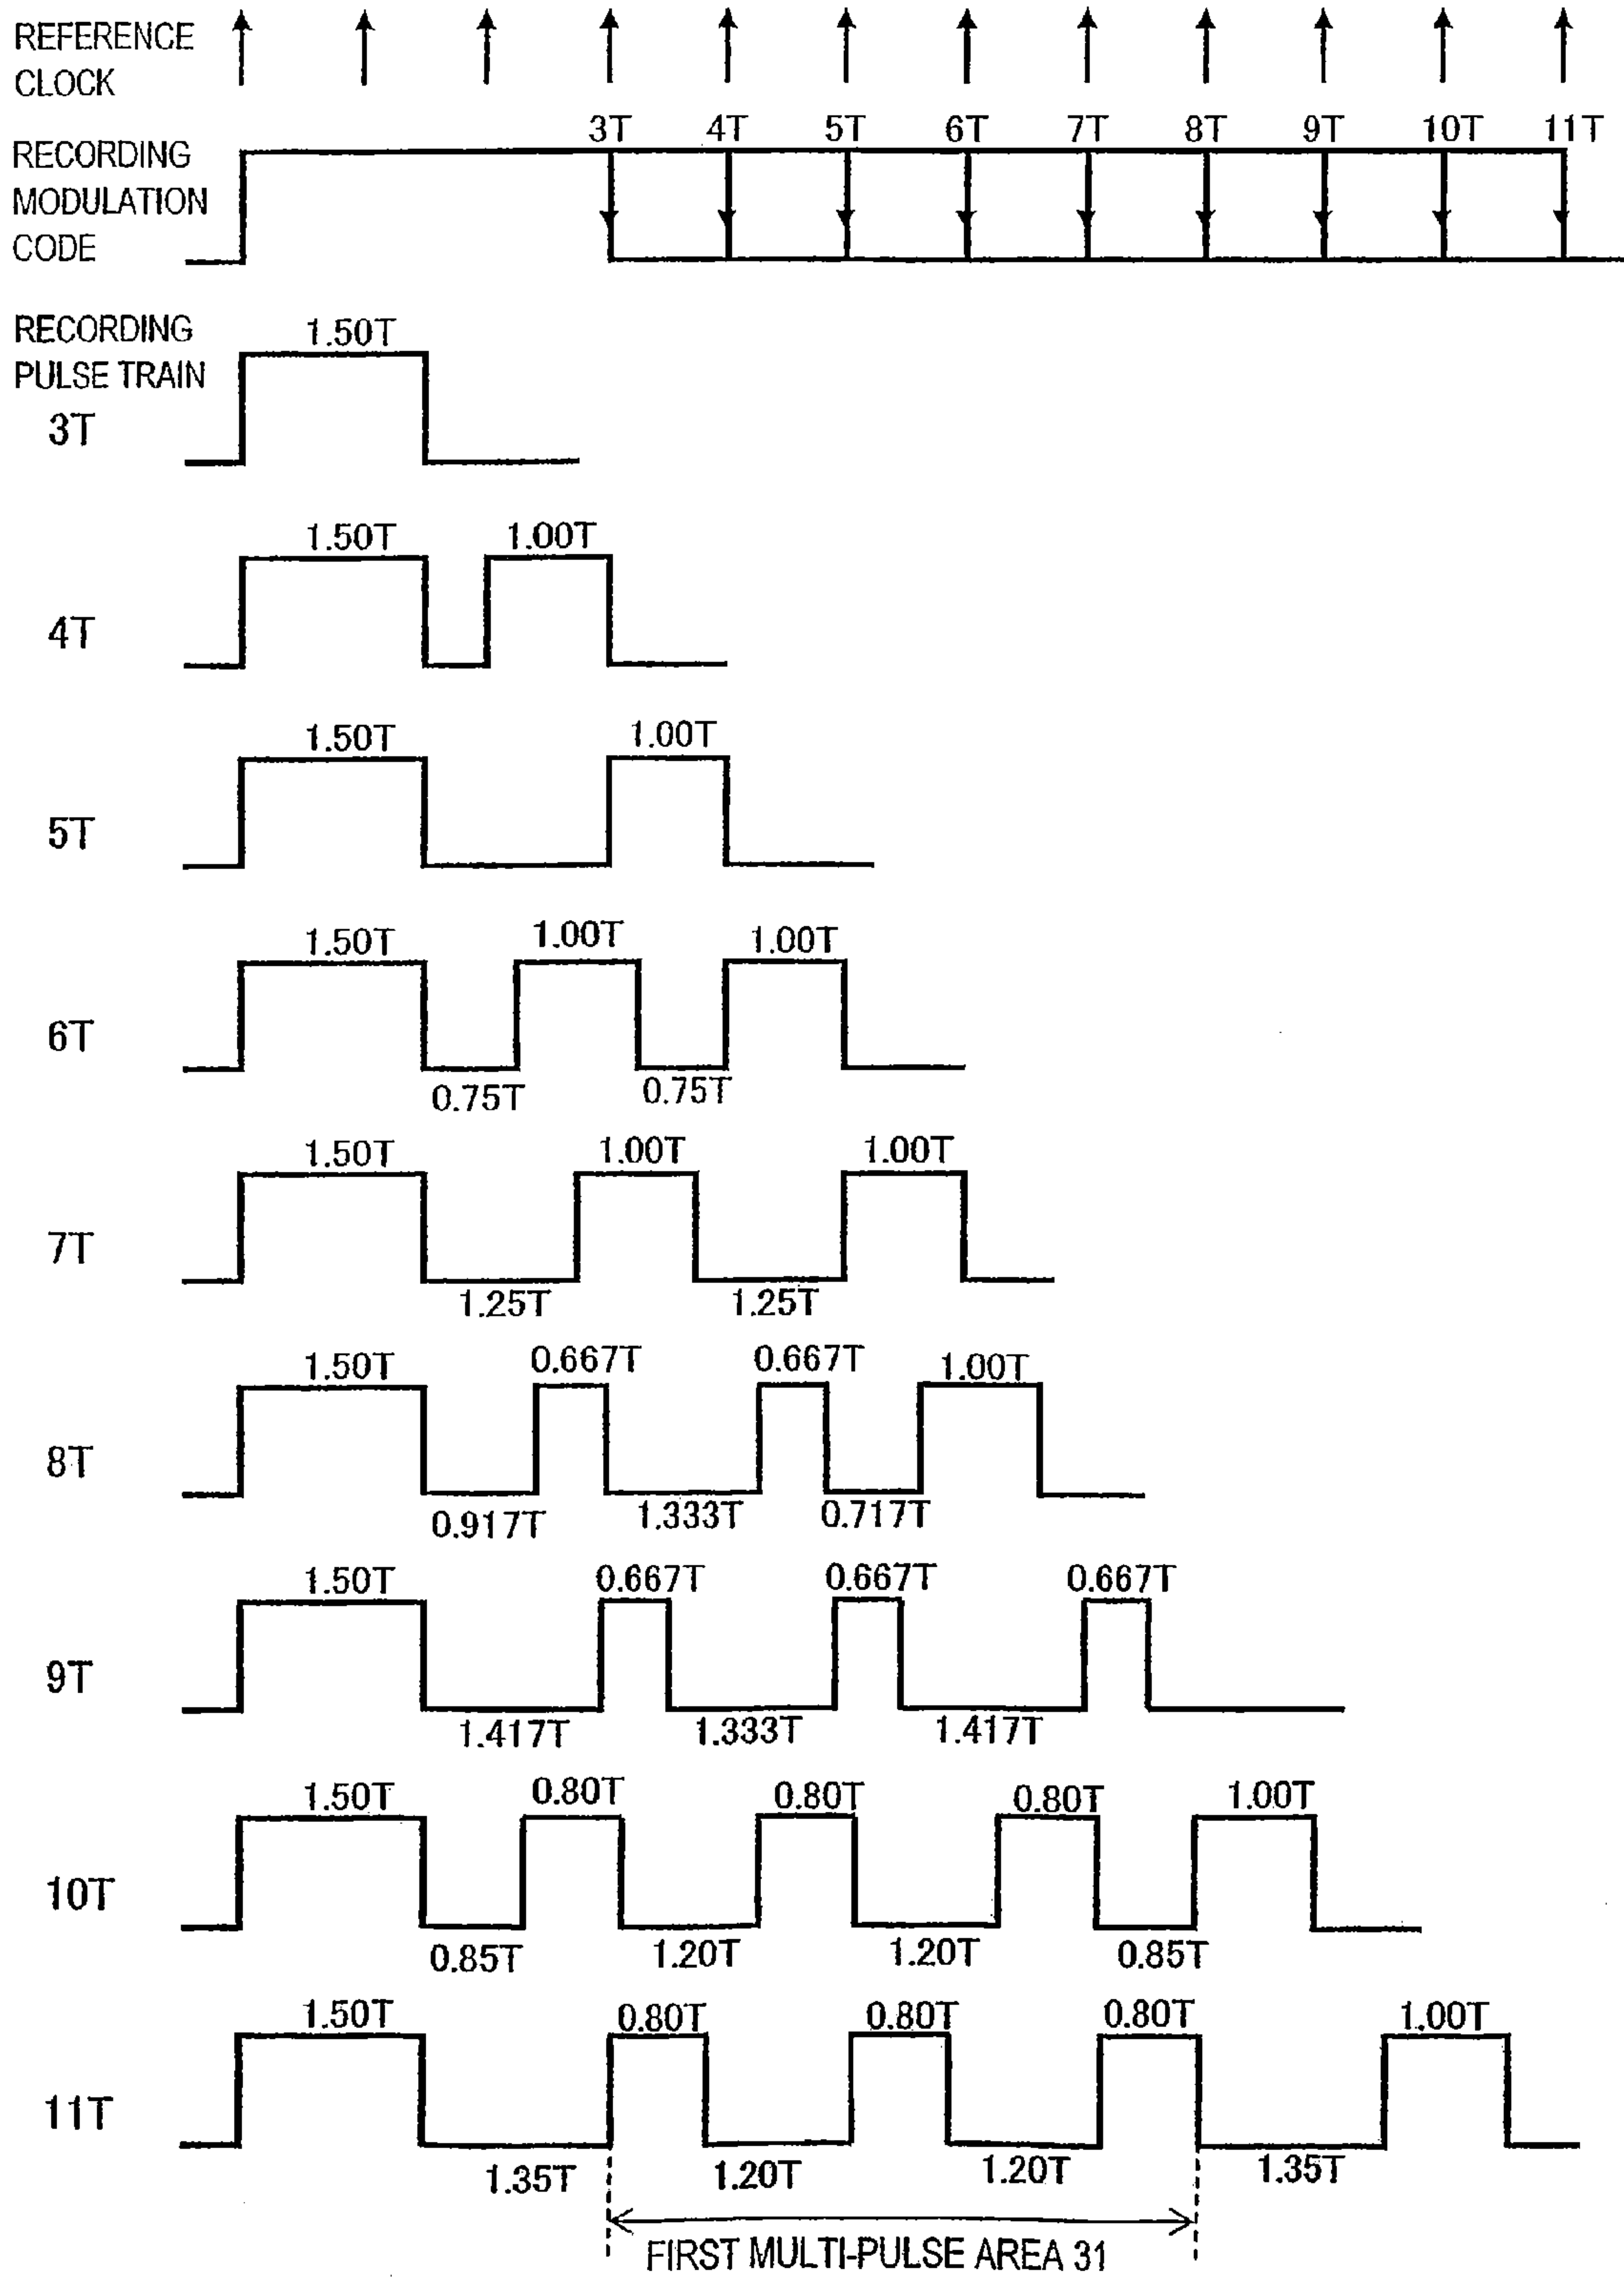 REFERENCE
CLOCK
3T 4T 5T 6T 7T 8T 9T 10T 11T
RECORDING
MODULATION
CODE
RECORDING
PULSE TRAIN
1.50T
3T
1.50T 1.00T
4T
1.50T 1.00T
5T
1.50T 1.00T 1.00T
6T
0.75T 0.75T
1.50T 1.00T 1.00T
7T
1.25T 1.25T
1.50T 0.667T 0.667T 1.00T
8T
0.917T 1.333T 0.717T
1.50T 0.667T 0.667T 0.667T
9T
1.417T 1.333T 1.417T
1.50T 0.80T 0.80T 0.80T 1.00T
10T
0.85T 1.20T 1.20T 0.85T
1.50T 0.80T 0.80T 0.80T 1.00T
11T
1.35T 1.20T 1.20T 1.35T
FIRST MULTI-PULSE AREA 31